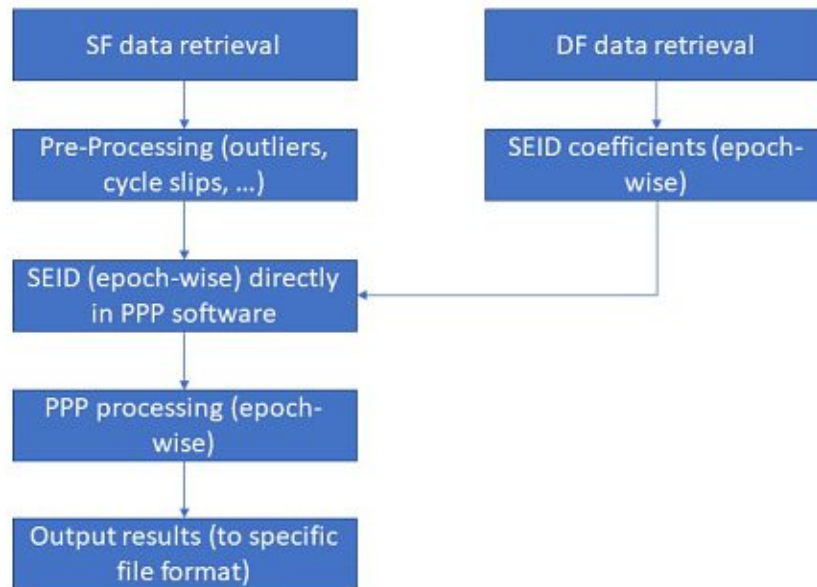 SF data retrieval
DF data retrieval
Pre-Processing (outliers,
cycle slips, ...)
SEID coefficients (epoch-
wise)
SEID (epoch-wise) directly
in PPP software
PPP processing (epoch-
wise)
Output results (to specific
file format)